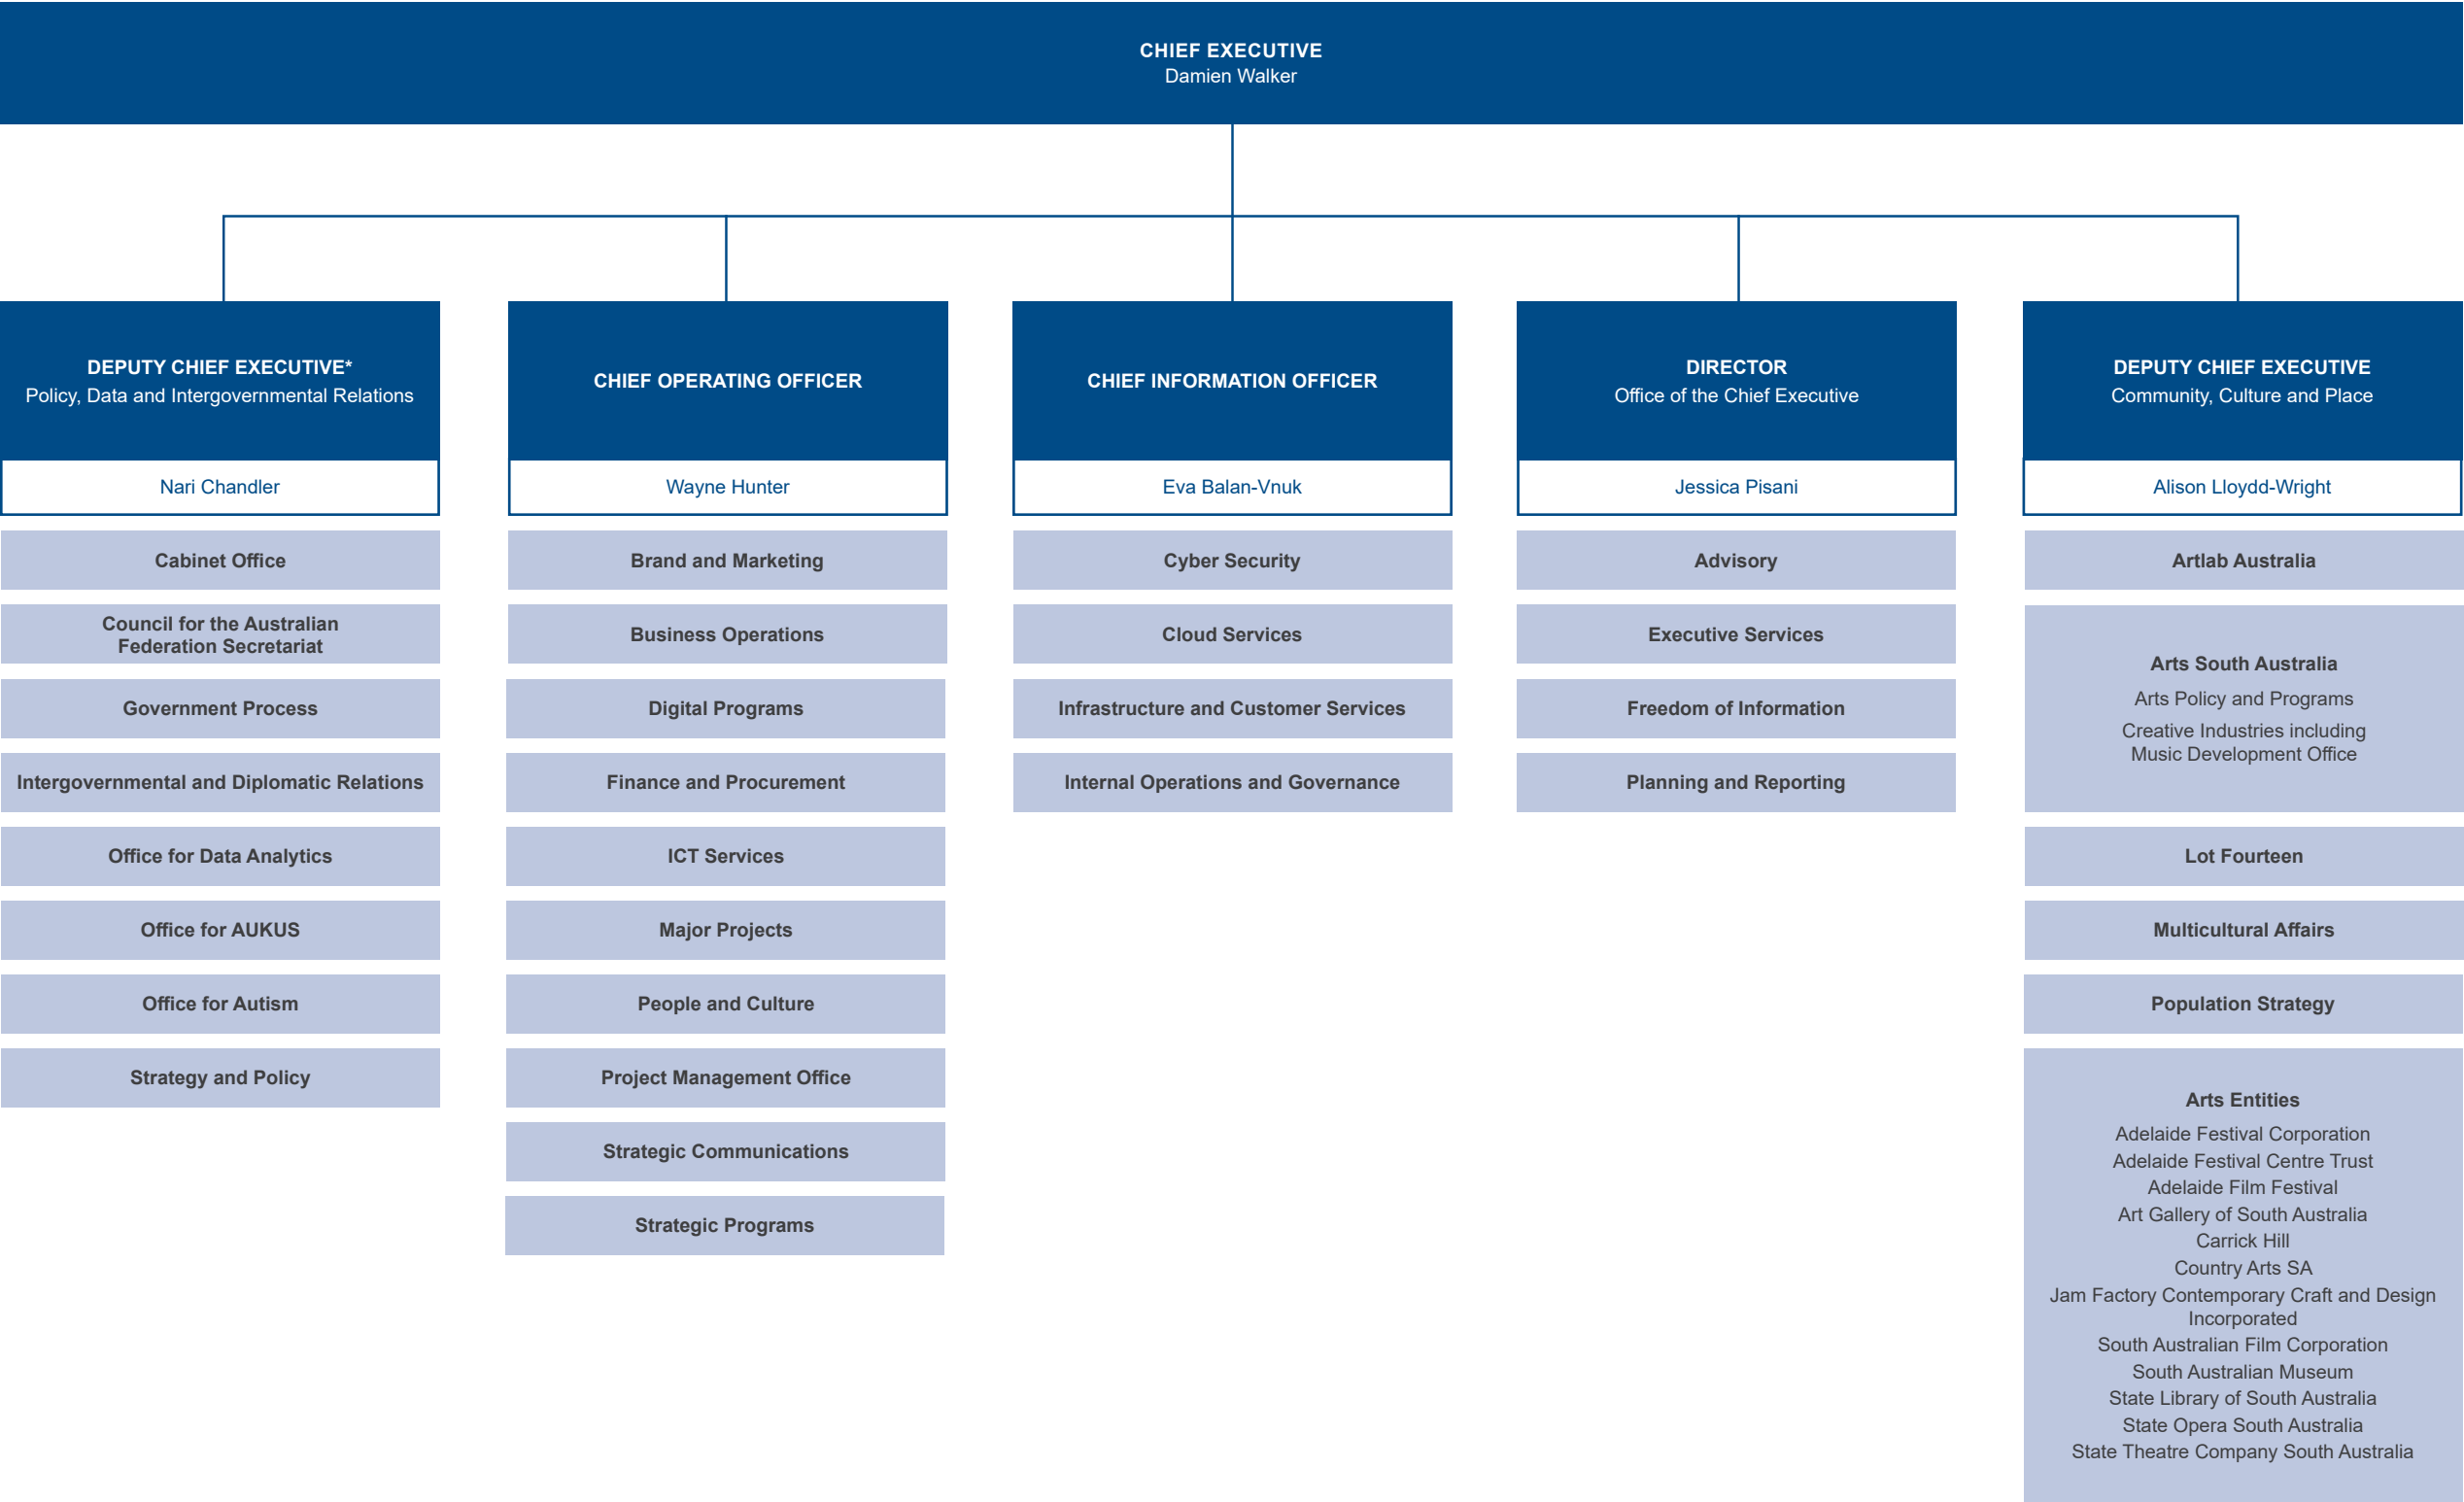 CHIEF EXECUTIVE
Damien Walker
DEPUTY CHIEF EXECUTIVE*
Policy, Data and Intergovernmental Relations
Nari Chandler
Cabinet Office
Council for the Australian
Federation Secretariat
Government Process
Intergovernmental and Diplomatic Relations
Office for Data Analytics
Office for AUKUS
Office for Autism
Strategy and Policy
CHIEF OPERATING OFFICER
Wayne Hunter
Brand and Marketing
Business Operations
Digital Programs
Finance and Procurement
ICT Services
Major Projects
People and Culture
Project Management Office
Strategic Communications
Strategic Programs
CHIEF INFORMATION OFFICER
Eva Balan-Vnuk
Cyber Security
Cloud Services
Infrastructure and Customer Services
Internal Operations and Governance
DIRECTOR
Office of the Chief Executive
Jessica Pisani
Advisory
Executive Services
Freedom of Information
Planning and Reporting
DEPUTY CHIEF EXECUTIVE
Community, Culture and Place
Alison Lloydd-Wright
Artlab Australia
Arts South Australia
Arts Policy and Programs
Creative Industries including
Music Development Office
Lot Fourteen
Multicultural Affairs
Population Strategy
Arts Entities
Adelaide Festival Corporation
Adelaide Festival Centre Trust
Adelaide Film Festival
Art Gallery of South Australia
Carrick Hill
Country Arts SA
Jam Factory Contemporary Craft and Design
Incorporated
South Australian Film Corporation
South Australian Museum
State Library of South Australia
State Opera South Australia
State Theatre Company South Australia